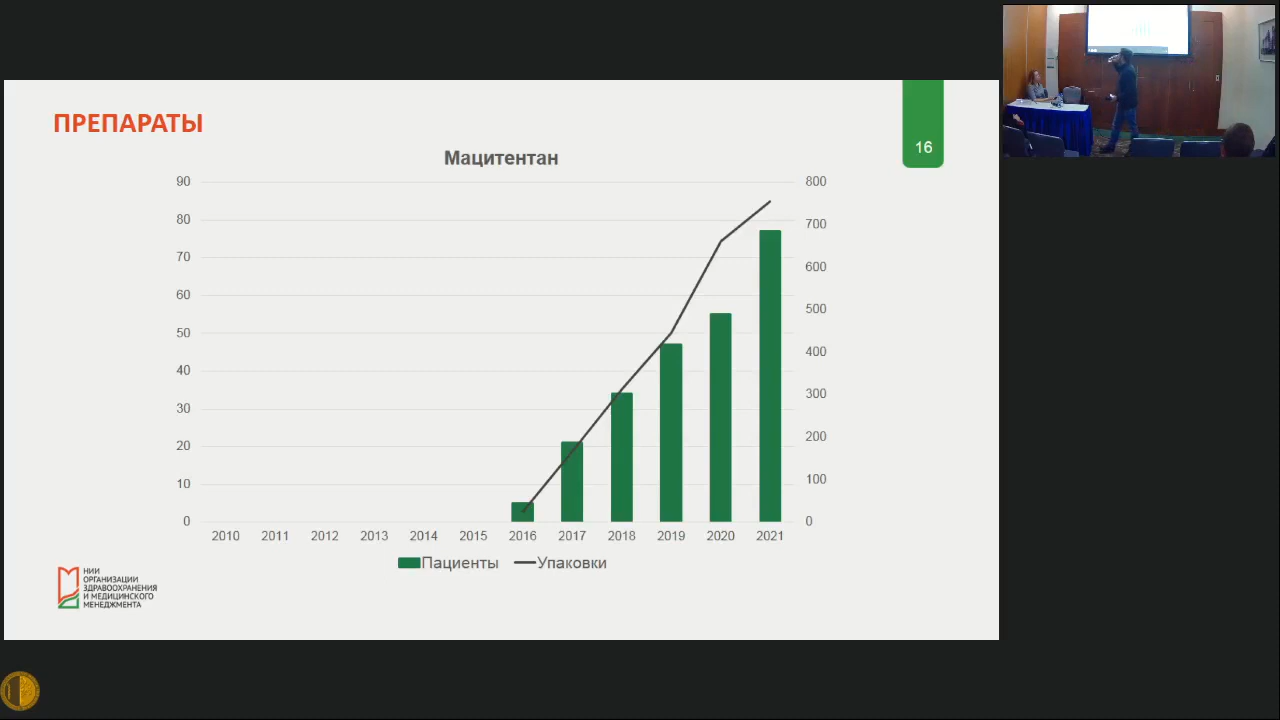 ПРЕПАРАТЫ
16
Мацитентан
90
80
70
60
50
40
30
20
10
0
800
700
600
500
400
300
200
100
0
2010 2011 2012 2013 2014 2015 2016 2017 2018 2019 2020 2021
Пациенты Упаковки
НИИ
ОРГАНИЗАЦИИ
ЗДРАВООХРАНЕНИЯ
И МЕДИЦИНСКОГО
МЕНЕДЖМЕНТА